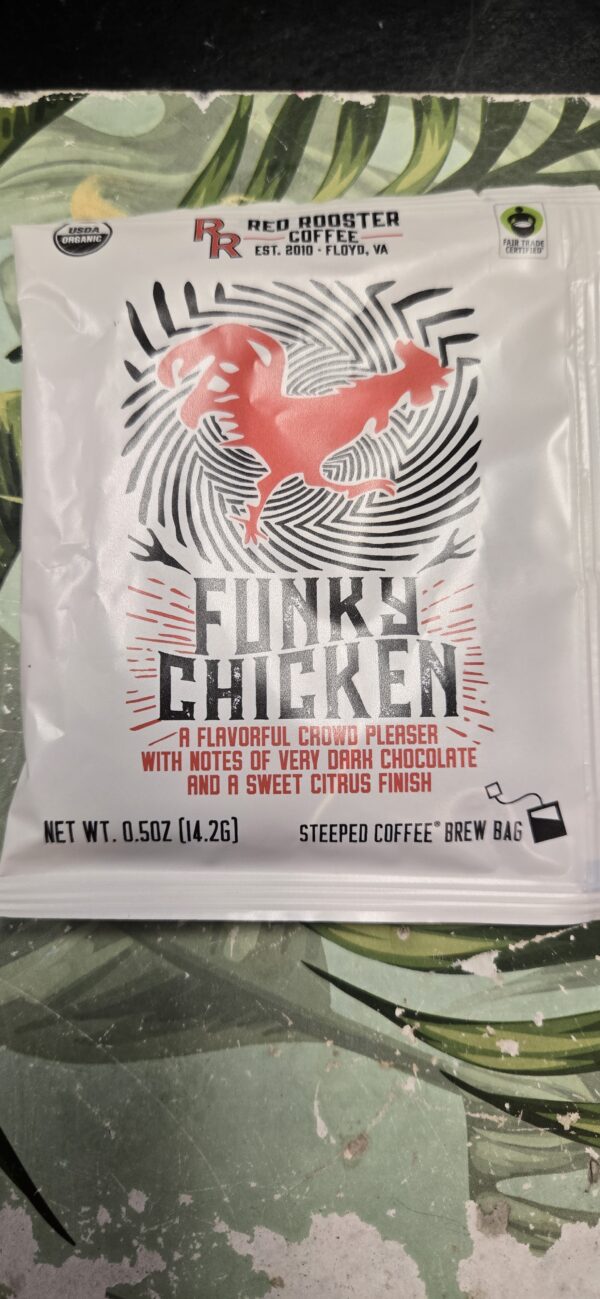 USDA
ORGANIC
RR
RED ROOSTER
COFFEE
EST. 2010 - FLOYD, VA
FAIR TRADE
CERTIFIED
FUNKY
CHICKEN
A FLAVORFUL CROWD PLEASER
WITH NOTES OF VERY DARK CHOCOLATE
AND A SWEET CITRUS FINISH
NET WT. 0.5OZ (14.2G)
STEEPED COFFEE® BREW BAG